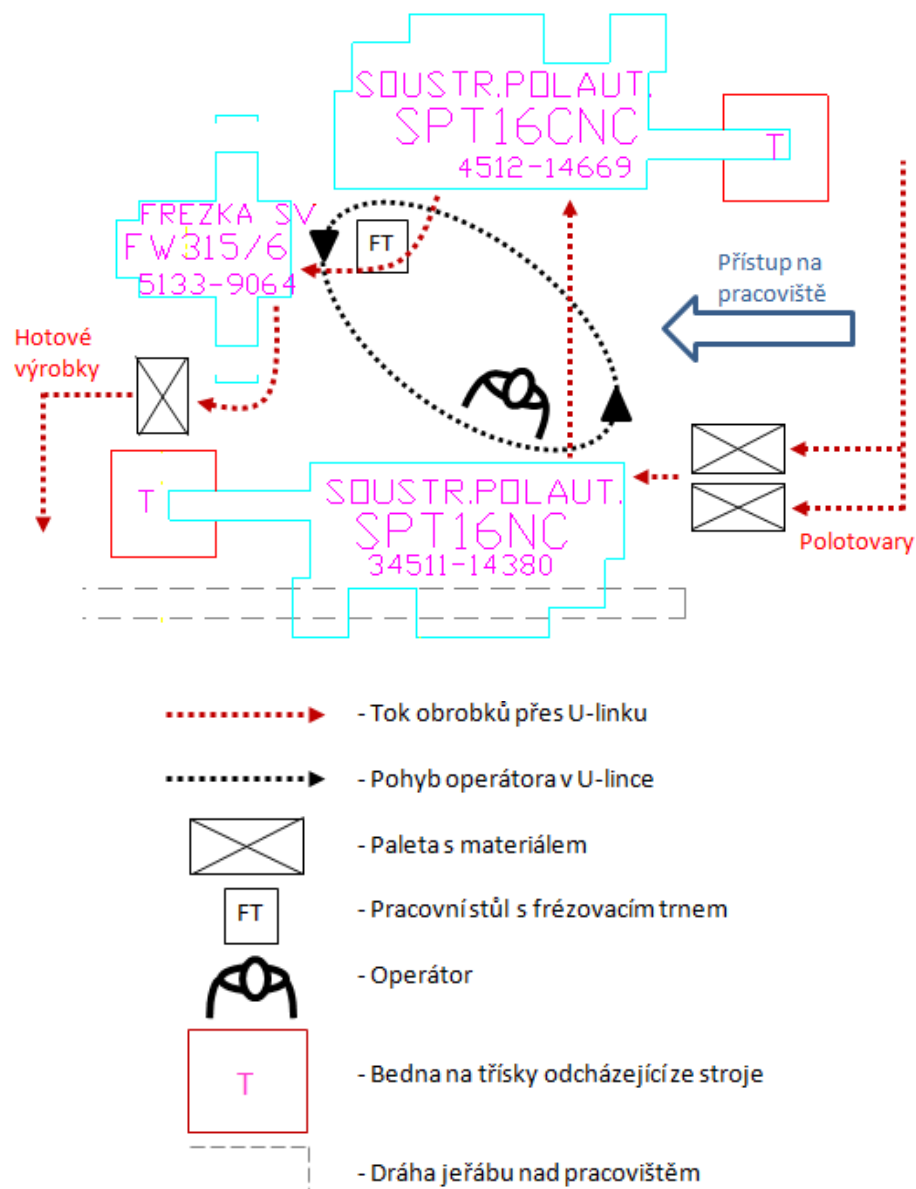 SOUSTR.POLAUT.
SPT16CNC
4512-14669
T
FREZKA SV
FW315/6
5133-9064
FT
Přístup na
pracoviště
Hotové
výrobky
T
SOUSTR.POLAUT.
SPT16NC
34511-14380
Polotovary
- Tok obrobků přes U-linku
- Pohyb operátora v U-lince
- Paleta s materiálem
FT
- Pracovní stůl s frézovacím trnem
- Operátor
T
- Bedna na třísky odcházející ze stroje
- Dráha jeřábu nad pracovištěm